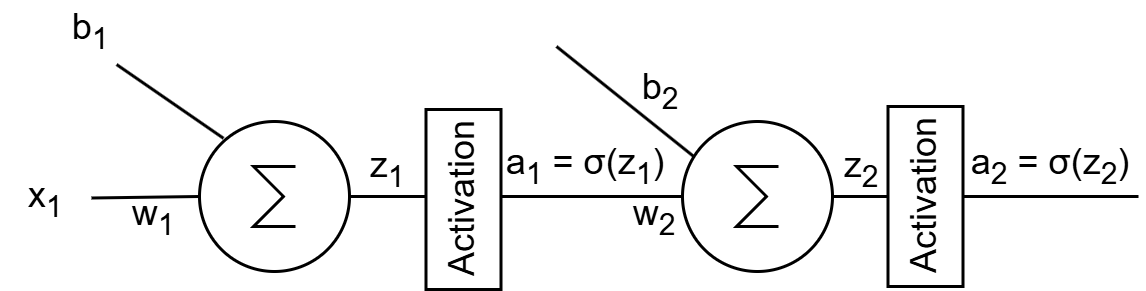 b₁
b₂
x₁
w₁
Σ
z₁
Activation
a₁ = σ(z₁)
w₂
Σ
z₂
Activation
a₂ = σ(z₂)